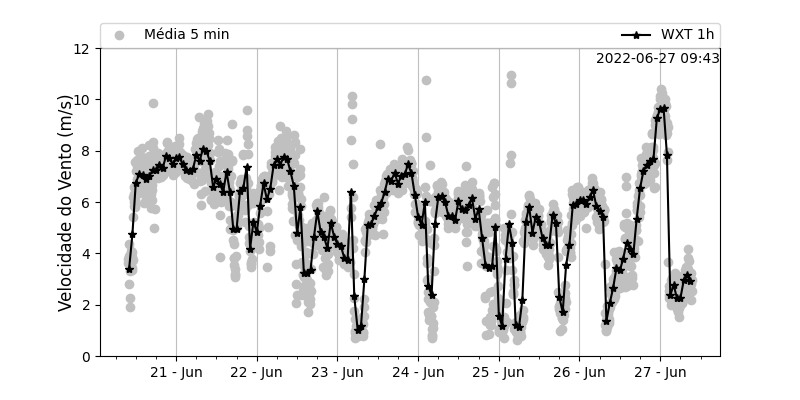 Média 5 min
WXT 1h
2022-06-27 09:43
Velocidade do Vento (m/s)
12
10
8
6
4
2
0
21 - Jun
22 - Jun
23 - Jun
24 - Jun
25 - Jun
26 - Jun
27 - Jun